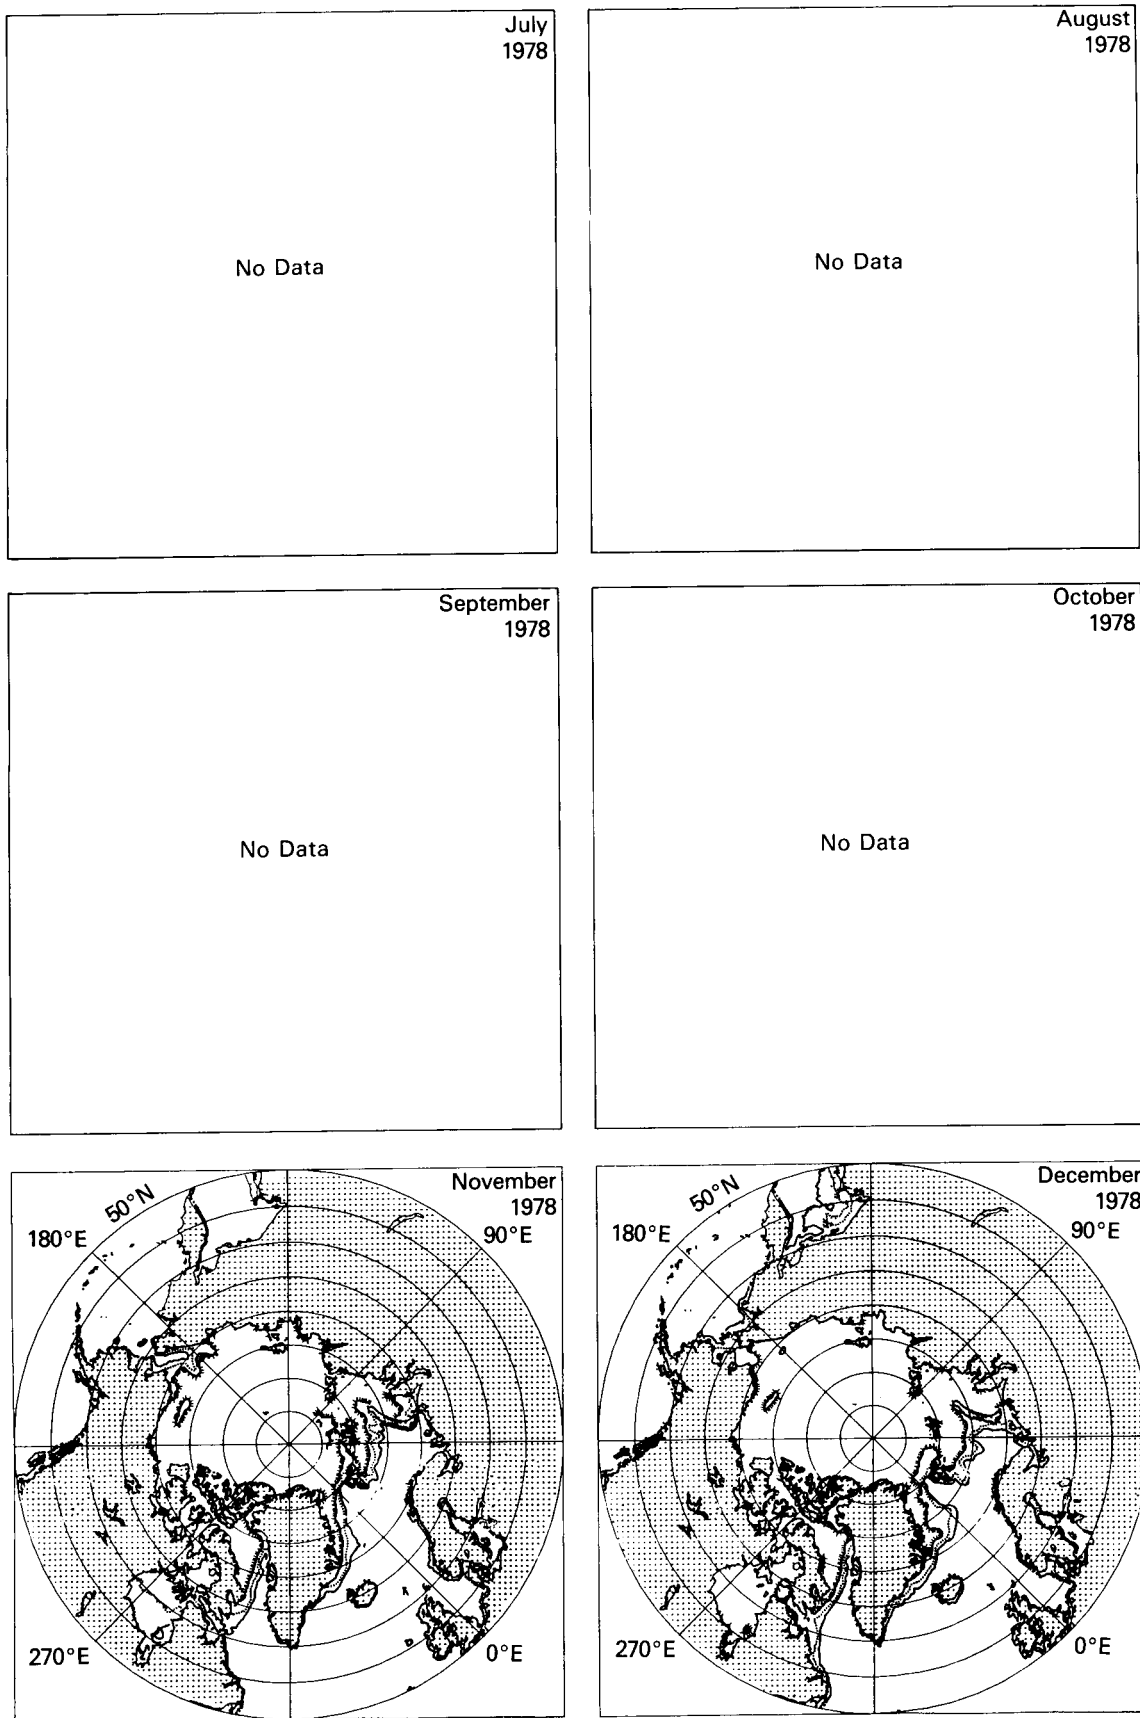 July
1978
No Data
August
1978
No Data
September
1978
No Data
October
1978
No Data
November
1978
50°N
180°E
90°E
270°E
0°E
December
1978
50°N
180°E
90°E
270°E
0°E